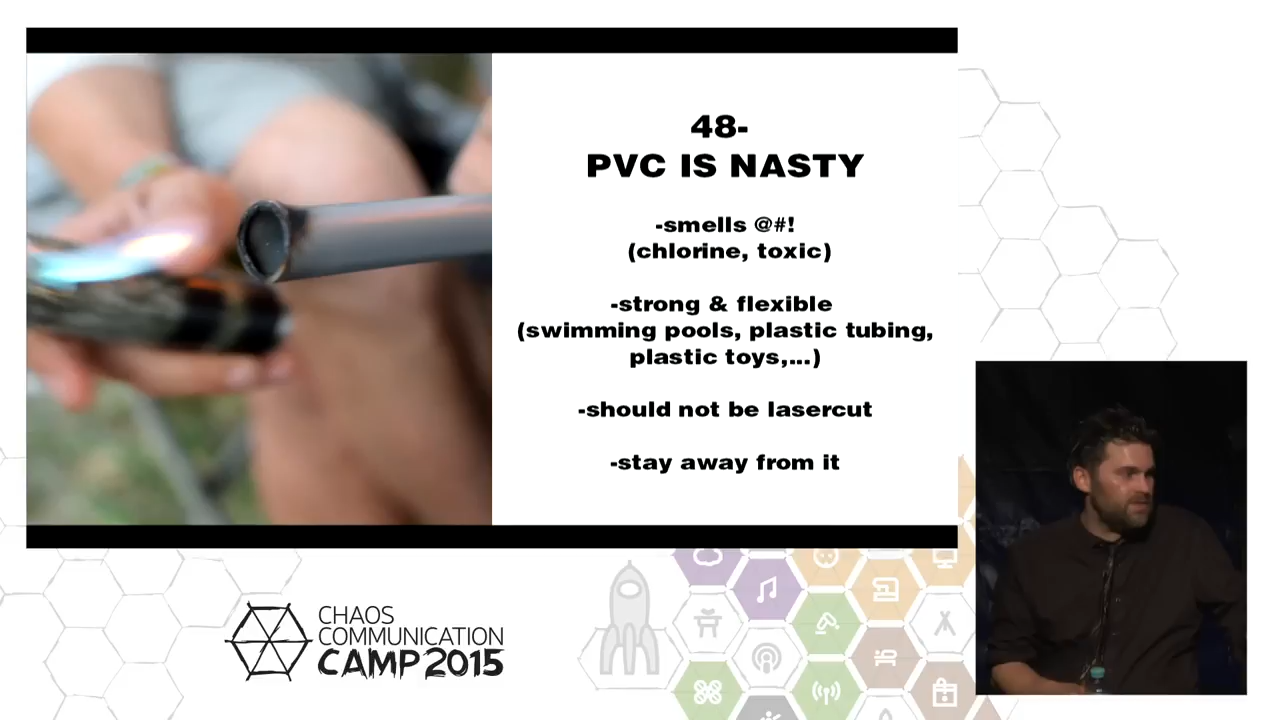 48-
PVC IS NASTY
-smells @#!
(chlorine, toxic)
-strong & flexible
(swimming pools, plastic tubing,
plastic toys,...)
-should not be lasercut
-stay away from it
CHAOS
COMMUNICATION
CAMP 2015